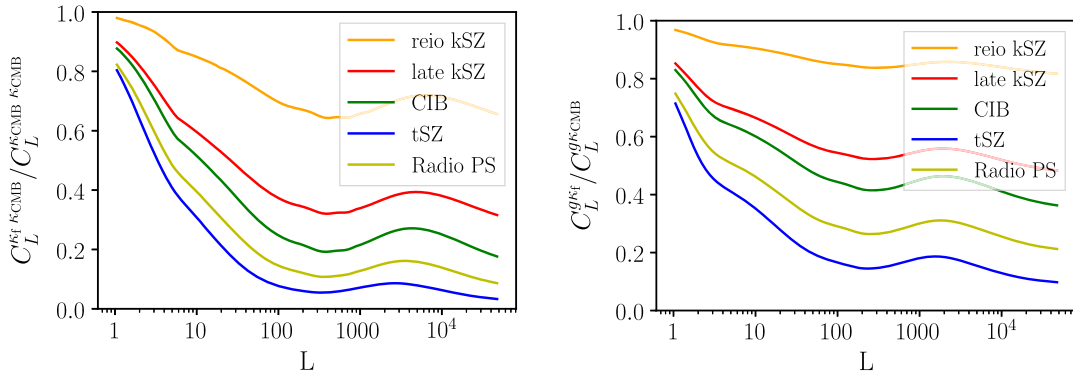 C_L^{κ_f κ_CMB}/C_L^{κ_CMB κ_CMB}
1.0
0.8
0.6
0.4
0.2
0.0
reio kSZ
late kSZ
CIB
tSZ
Radio PS
1 10 100 1000 10^4
L
C_L^{gκ_f}/C_L^{gκ_CMB}
1.0
0.8
0.6
0.4
0.2
0.0
reio kSZ
late kSZ
CIB
tSZ
Radio PS
1 10 100 1000 10^4
L